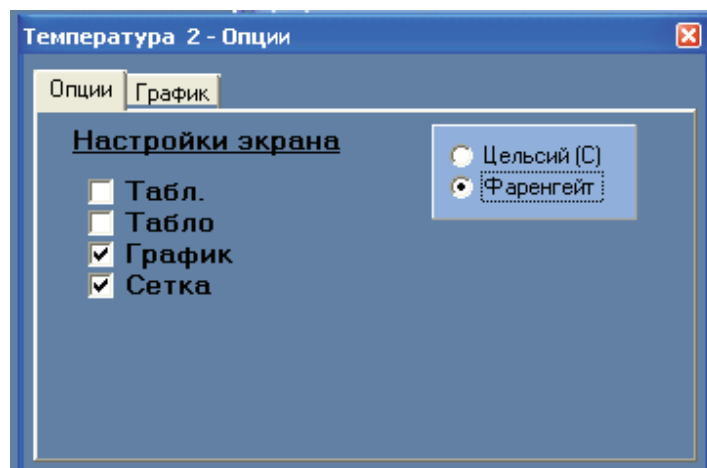 Температура 2 - Опции
Опции График
Настройки экрана
Табл.
Табло
График
Сетка
Цельсий (С)
Фаренгейт